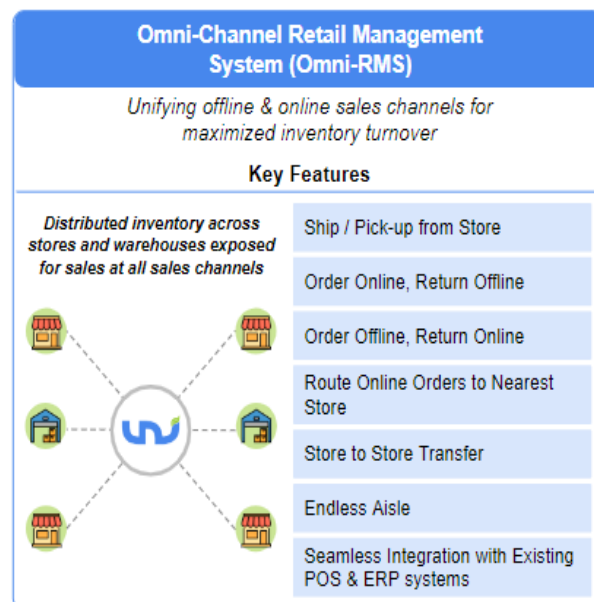 Omni-Channel Retail Management
System (Omni-RMS)
Unifying offline & online sales channels for
maximized inventory turnover
Key Features
Distributed inventory across
stores and warehouses exposed
for sales at all sales channels
Ship / Pick-up from Store
Order Online, Return Offline
Order Offline, Return Online
Route Online Orders to Nearest
Store
Store to Store Transfer
Endless Aisle
Seamless Integration with Existing
POS & ERP systems